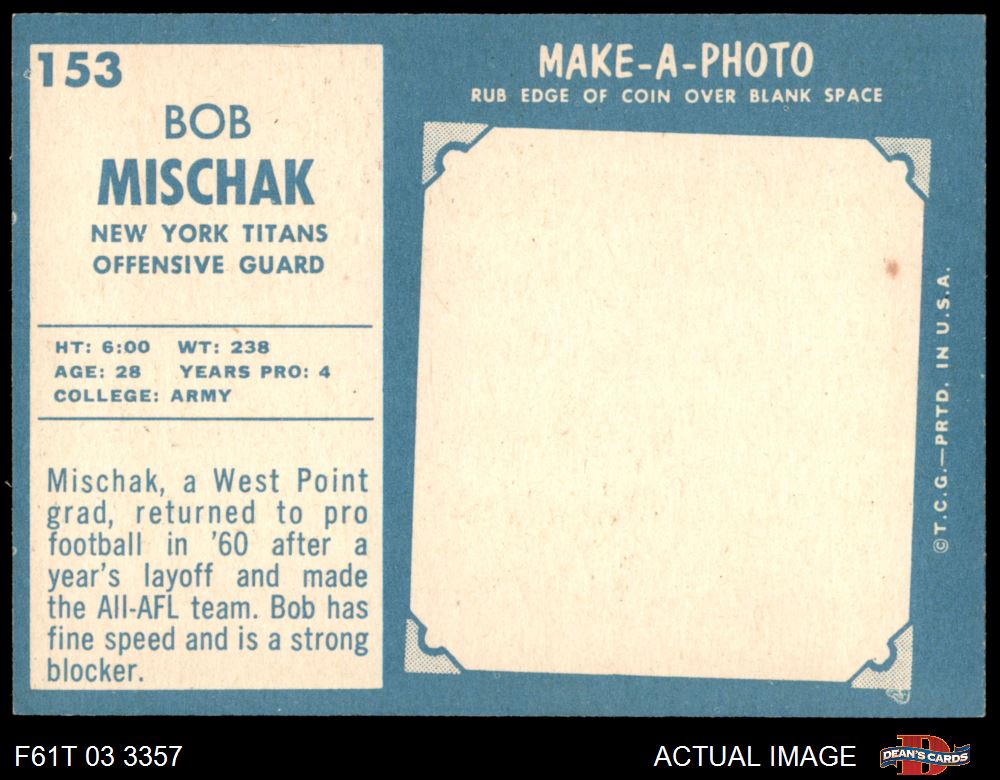 153
BOB
MISCHAK
NEW YORK TITANS
OFFENSIVE GUARD
HT: 6:00 WT: 238
AGE: 28 YEARS PRO: 4
COLLEGE: ARMY
Mischak, a West Point
grad, returned to pro
football in '60 after a
year's layoff and made
the All-AFL team. Bob has
fine speed and is a strong
blocker.
MAKE-A-PHOTO
RUB EDGE OF COIN OVER BLANK SPACE
©T.C.G.—PRTD. IN U.S.A.
F61T 03 3357
ACTUAL IMAGE
DEAN'S CARDS